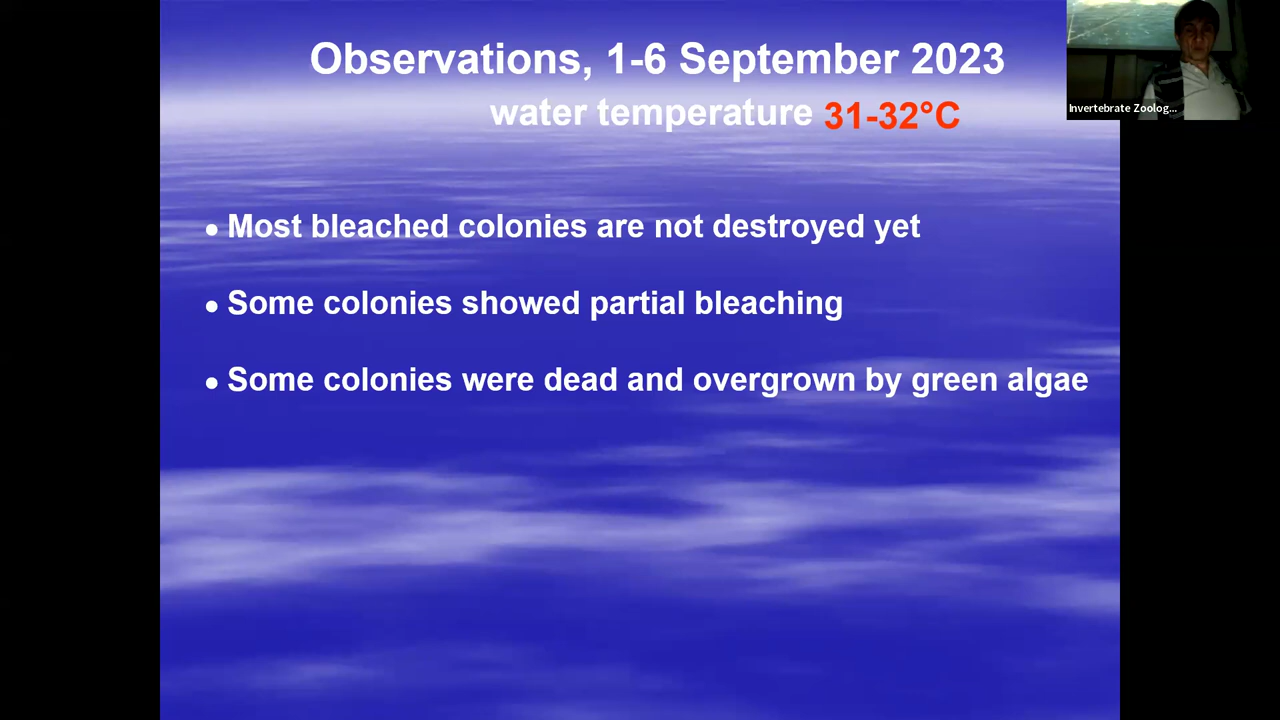 Observations, 1-6 September 2023
water temperature 31-32°C
Invertebrate Zoolog...
• Most bleached colonies are not destroyed yet
• Some colonies showed partial bleaching
• Some colonies were dead and overgrown by green algae